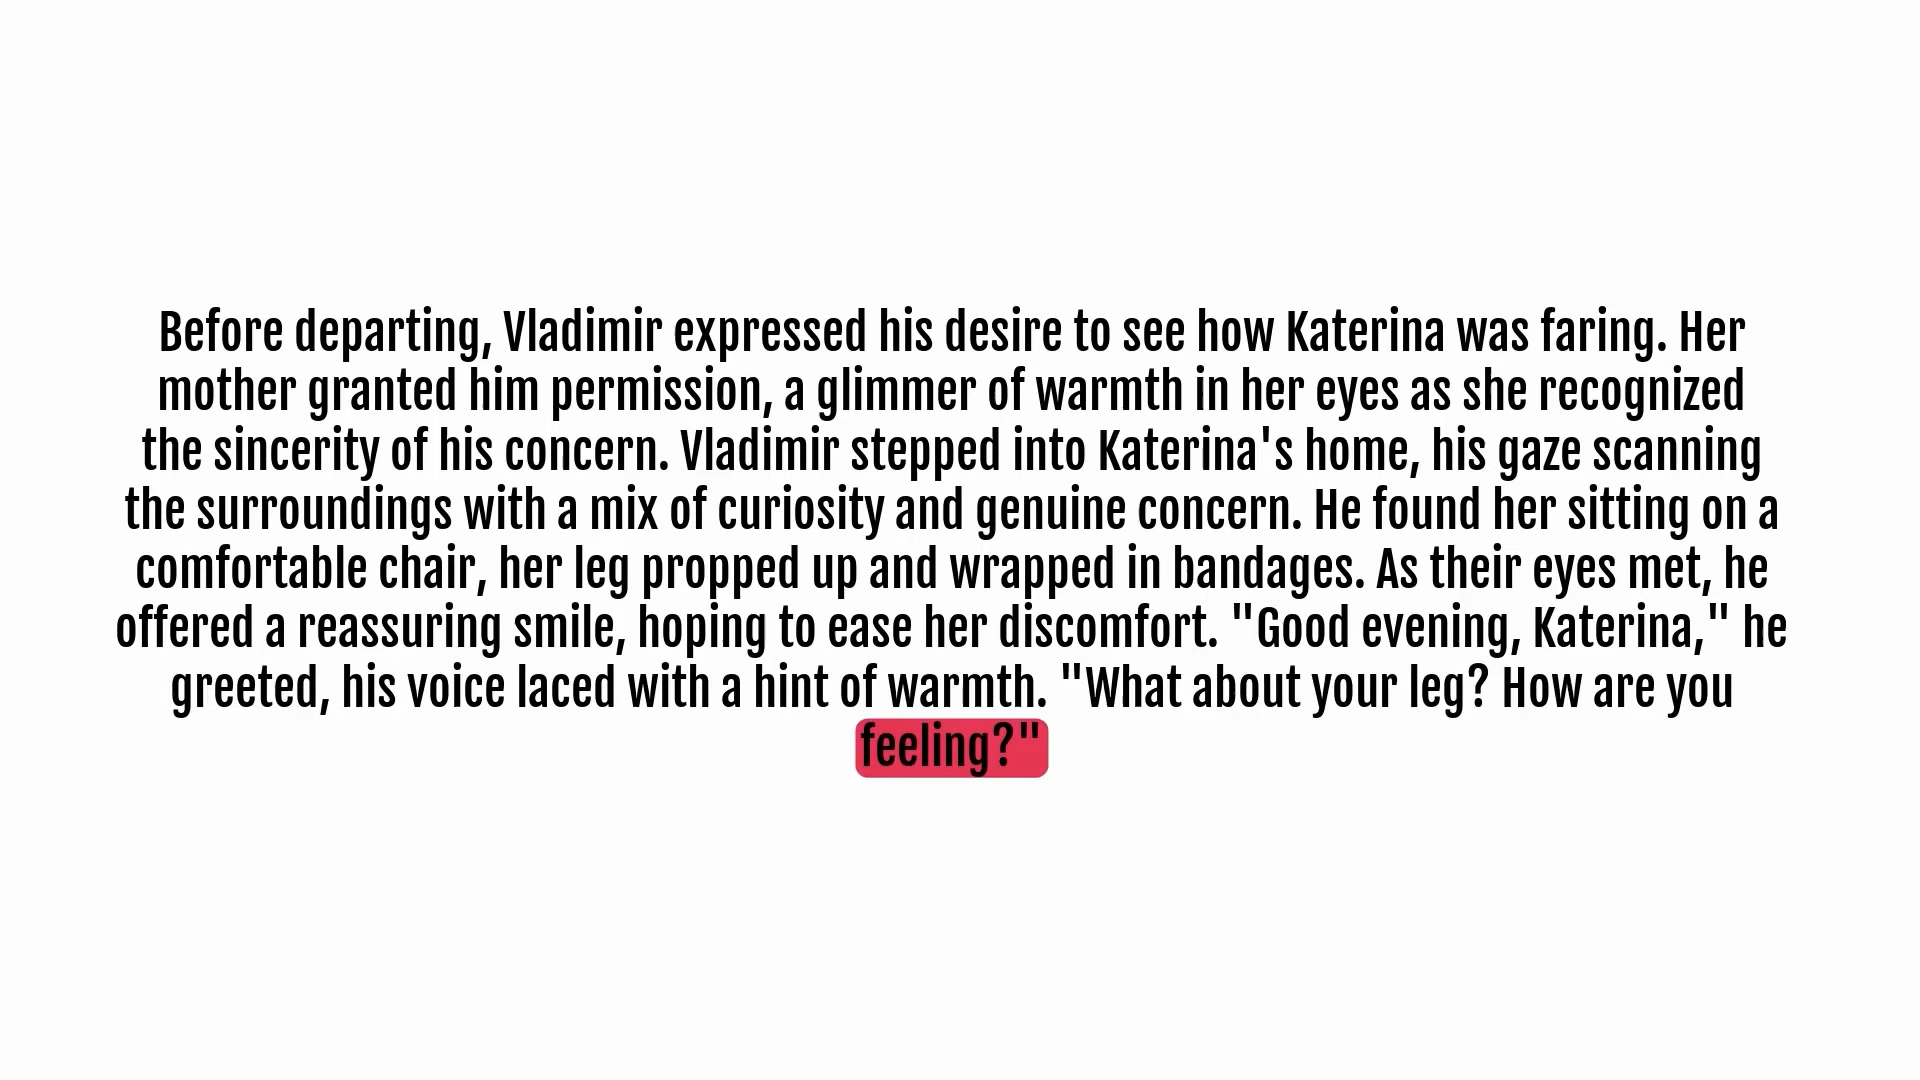 Before departing, Vladimir expressed his desire to see how Katerina was faring. Her
mother granted him permission, a glimmer of warmth in her eyes as she recognized
the sincerity of his concern. Vladimir stepped into Katerina's home, his gaze scanning
the surroundings with a mix of curiosity and genuine concern. He found her sitting on a
comfortable chair, her leg propped up and wrapped in bandages. As their eyes met, he
offered a reassuring smile, hoping to ease her discomfort. "Good evening, Katerina," he
greeted, his voice laced with a hint of warmth. "What about your leg? How are you
feeling?"